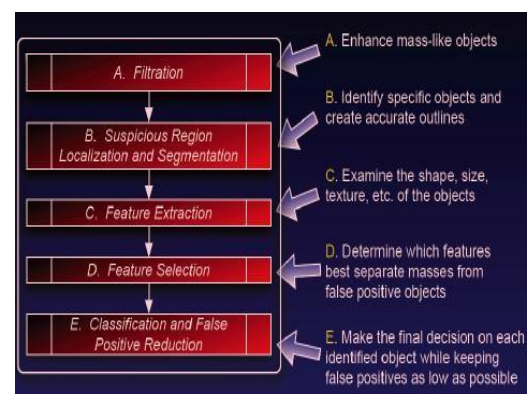 A. Filtration
A. Enhance mass-like objects
B. Suspicious Region
Localization and Segmentation
B. Identify specific objects and
create accurate outlines
C. Feature Extraction
C. Examine the shape, size,
texture, etc. of the objects
D. Feature Selection
D. Determine which features
best separate masses from
false positive objects
E. Classification and False
Positive Reduction
E. Make the final decision on each
identified object while keeping
false positives as low as possible